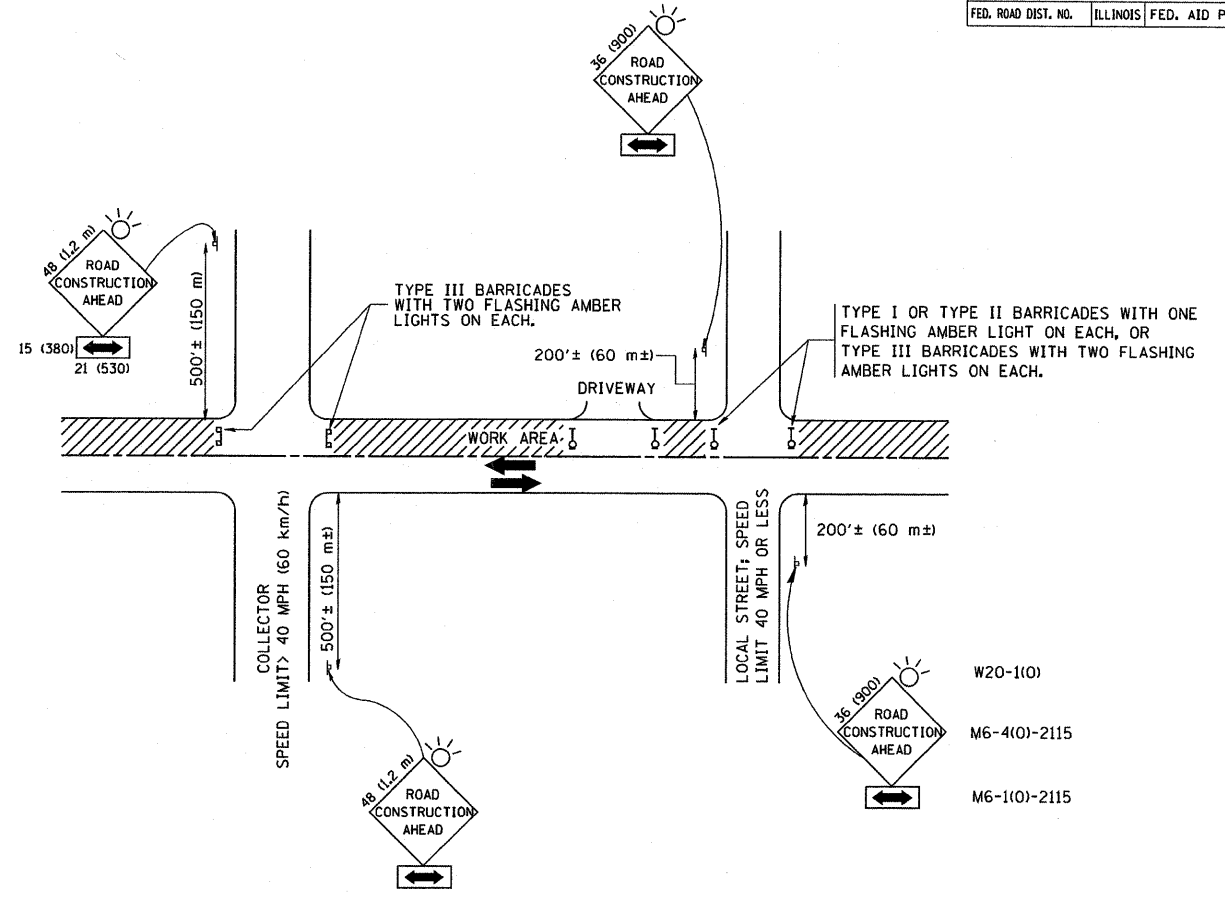 FED. ROAD DIST. NO. ILLINOIS FED. AID P
36 (900)
ROAD
CONSTRUCTION
AHEAD
48 (1.2 m)
ROAD
CONSTRUCTION
AHEAD
15 (380)
21 (530)
500'± (150 m)
TYPE III BARRICADES
WITH TWO FLASHING AMBER
LIGHTS ON EACH.
200'± (60 m±)
DRIVEWAY
TYPE I OR TYPE II BARRICADES WITH ONE
FLASHING AMBER LIGHT ON EACH, OR
TYPE III BARRICADES WITH TWO FLASHING
AMBER LIGHTS ON EACH.
WORK AREA
COLLECTOR
SPEED LIMIT> 40 MPH (60 km/h)
500'± (150 m±)
LOCAL STREET; SPEED
LIMIT 40 MPH OR LESS
200'± (60 m±)
48 (1.2 m)
ROAD
CONSTRUCTION
AHEAD
36 (900)
ROAD
CONSTRUCTION
AHEAD
W20-1(O)
M6-4(O)-2115
M6-1(O)-2115